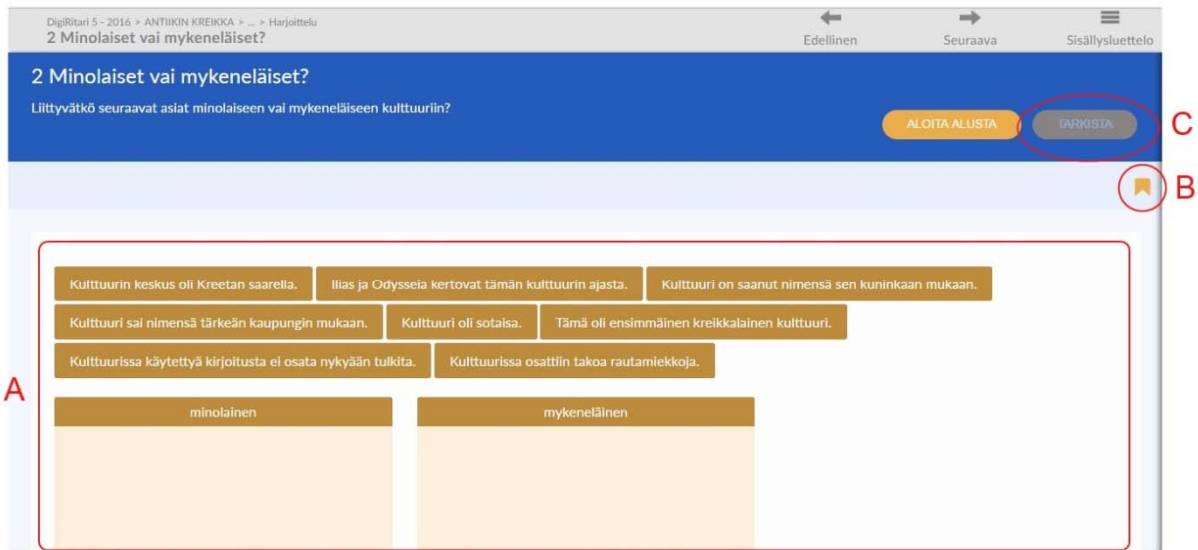 DigiRitari 5 - 2016 > ANTIIKIN KREIKKA > ... > Harjoittelu
2 Minolaiset vai mykeneläiset?
Edellinen
Seuraava
Sisällysluettelo
2 Minolaiset vai mykeneläiset?
Liittyvätkö seuraavat asiat minolaiseen vai mykeneläiseen kulttuuriin?
ALOITA ALUSTA
TARKISTA
C
B
Kulttuurin keskus oli Kreetan saarella.
Ilias ja Odysseia kertovat tämän kulttuurin ajasta.
Kulttuuri on saanut nimensä sen kuninkaan mukaan.
Kulttuuri sai nimensä tärkeän kaupungin mukaan.
Kulttuuri oli sotaisa.
Tämä oli ensimmäinen kreikkalainen kulttuuri.
Kulttuurissa käytettyä kirjoitusta ei osata nykyään tulkita.
Kulttuurissa osattiin takoa rautamiekkoja.
A
minolainen
mykeneläinen